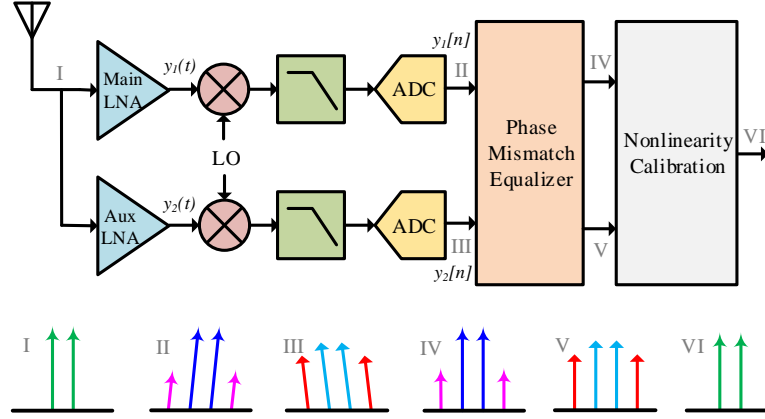 I
Main
LNA
y1(t)
LO
Aux
LNA
y2(t)
ADC
y1[n]
II
ADC
III
y2[n]
Phase
Mismatch
Equalizer
IV
V
Nonlinearity
Calibration
VI
I
II
III
IV
V
VI